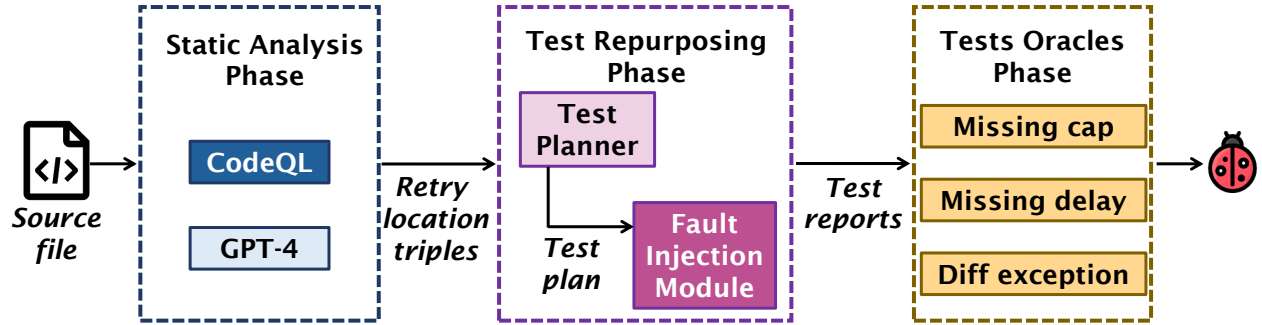 </>
Source
file
Static Analysis
Phase
CodeQL
GPT-4
Retry
location
triples
Test Repurposing
Phase
Test
Planner
Test
plan
Fault
Injection
Module
Test
reports
Tests Oracles
Phase
Missing cap
Missing delay
Diff exception